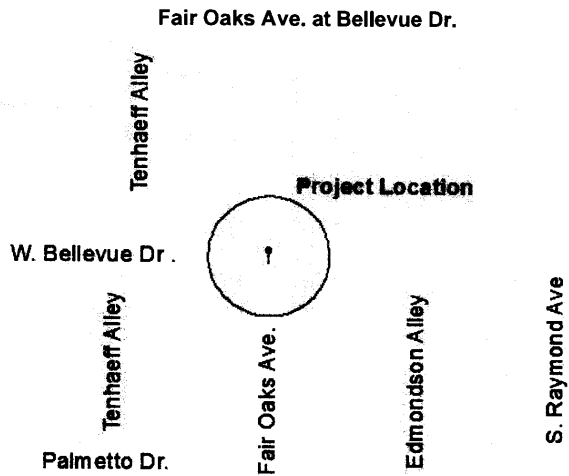 Fair Oaks Ave. at Bellevue Dr.
Tenhaeff Alley
Project Location
W. Bellevue Dr .
Tenhaeff Alley
Fair Oaks Ave.
Edmondson Alley
S. Raymond Ave
Palmetto Dr.